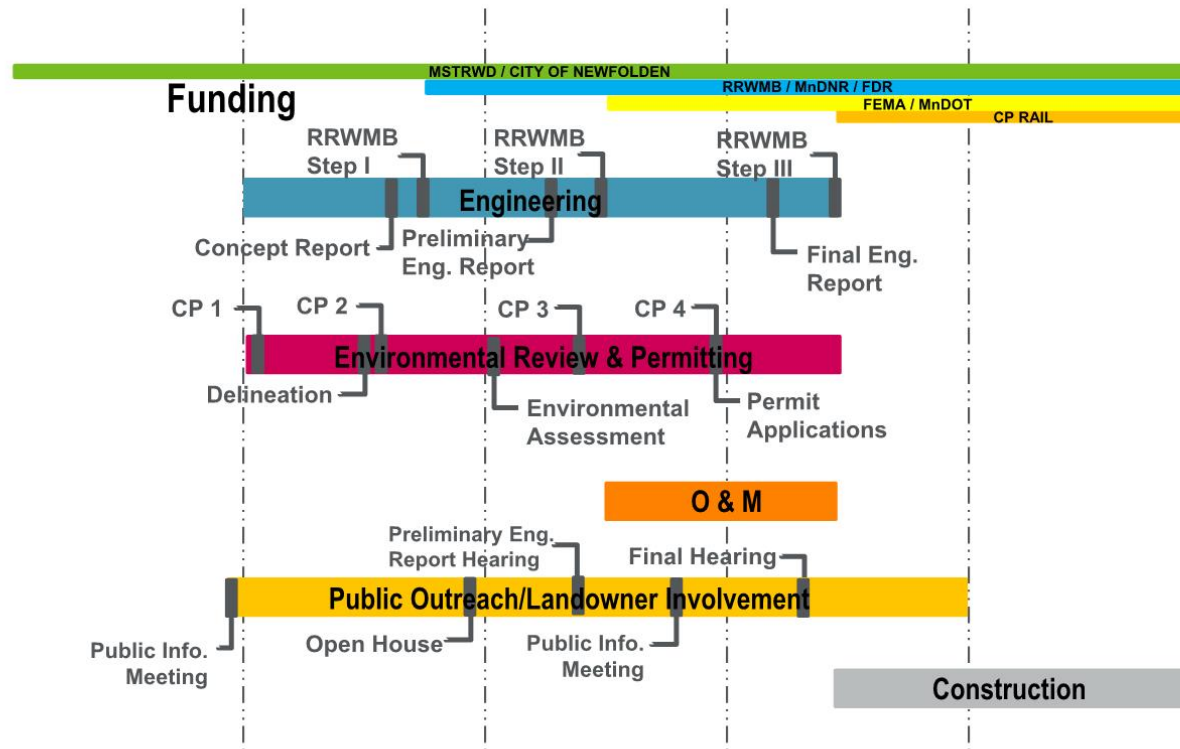 MSTRWD / CITY OF NEWFOLDEN
RRWMB / MnDNR / FDR
Funding
FEMA / MnDOT
CP RAIL
RRWMB
Step I
RRWMB
Step II
RRWMB
Step III
Engineering
Concept Report
Preliminary
Eng. Report
Final Eng.
Report
CP 1
CP 2
CP 3
CP 4
Environmental Review & Permitting
Delineation
Environmental
Assessment
Permit
Applications
O & M
Preliminary Eng.
Report Hearing
Final Hearing
Public Outreach/Landowner Involvement
Public Info.
Meeting
Open House
Public Info.
Meeting
Construction